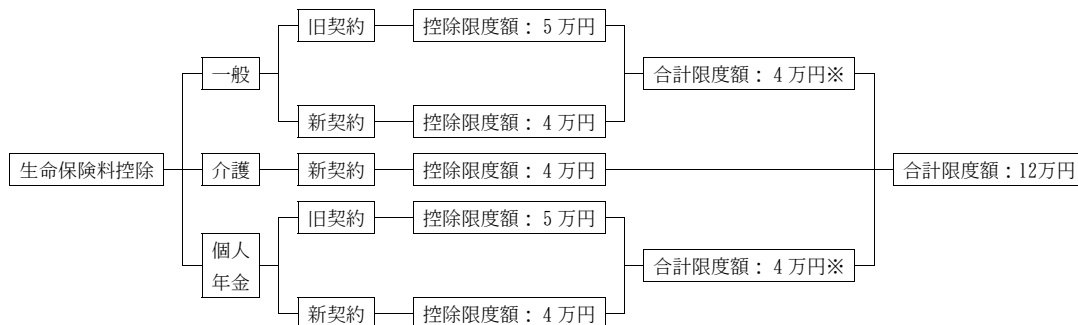 旧契約 控除限度額：5万円
一般 合計限度額：4万円※
新契約 控除限度額：4万円
生命保険料控除 介護 新契約 控除限度額：4万円 合計限度額：12万円
旧契約 控除限度額：5万円
個人
年金 合計限度額：4万円※
新契約 控除限度額：4万円